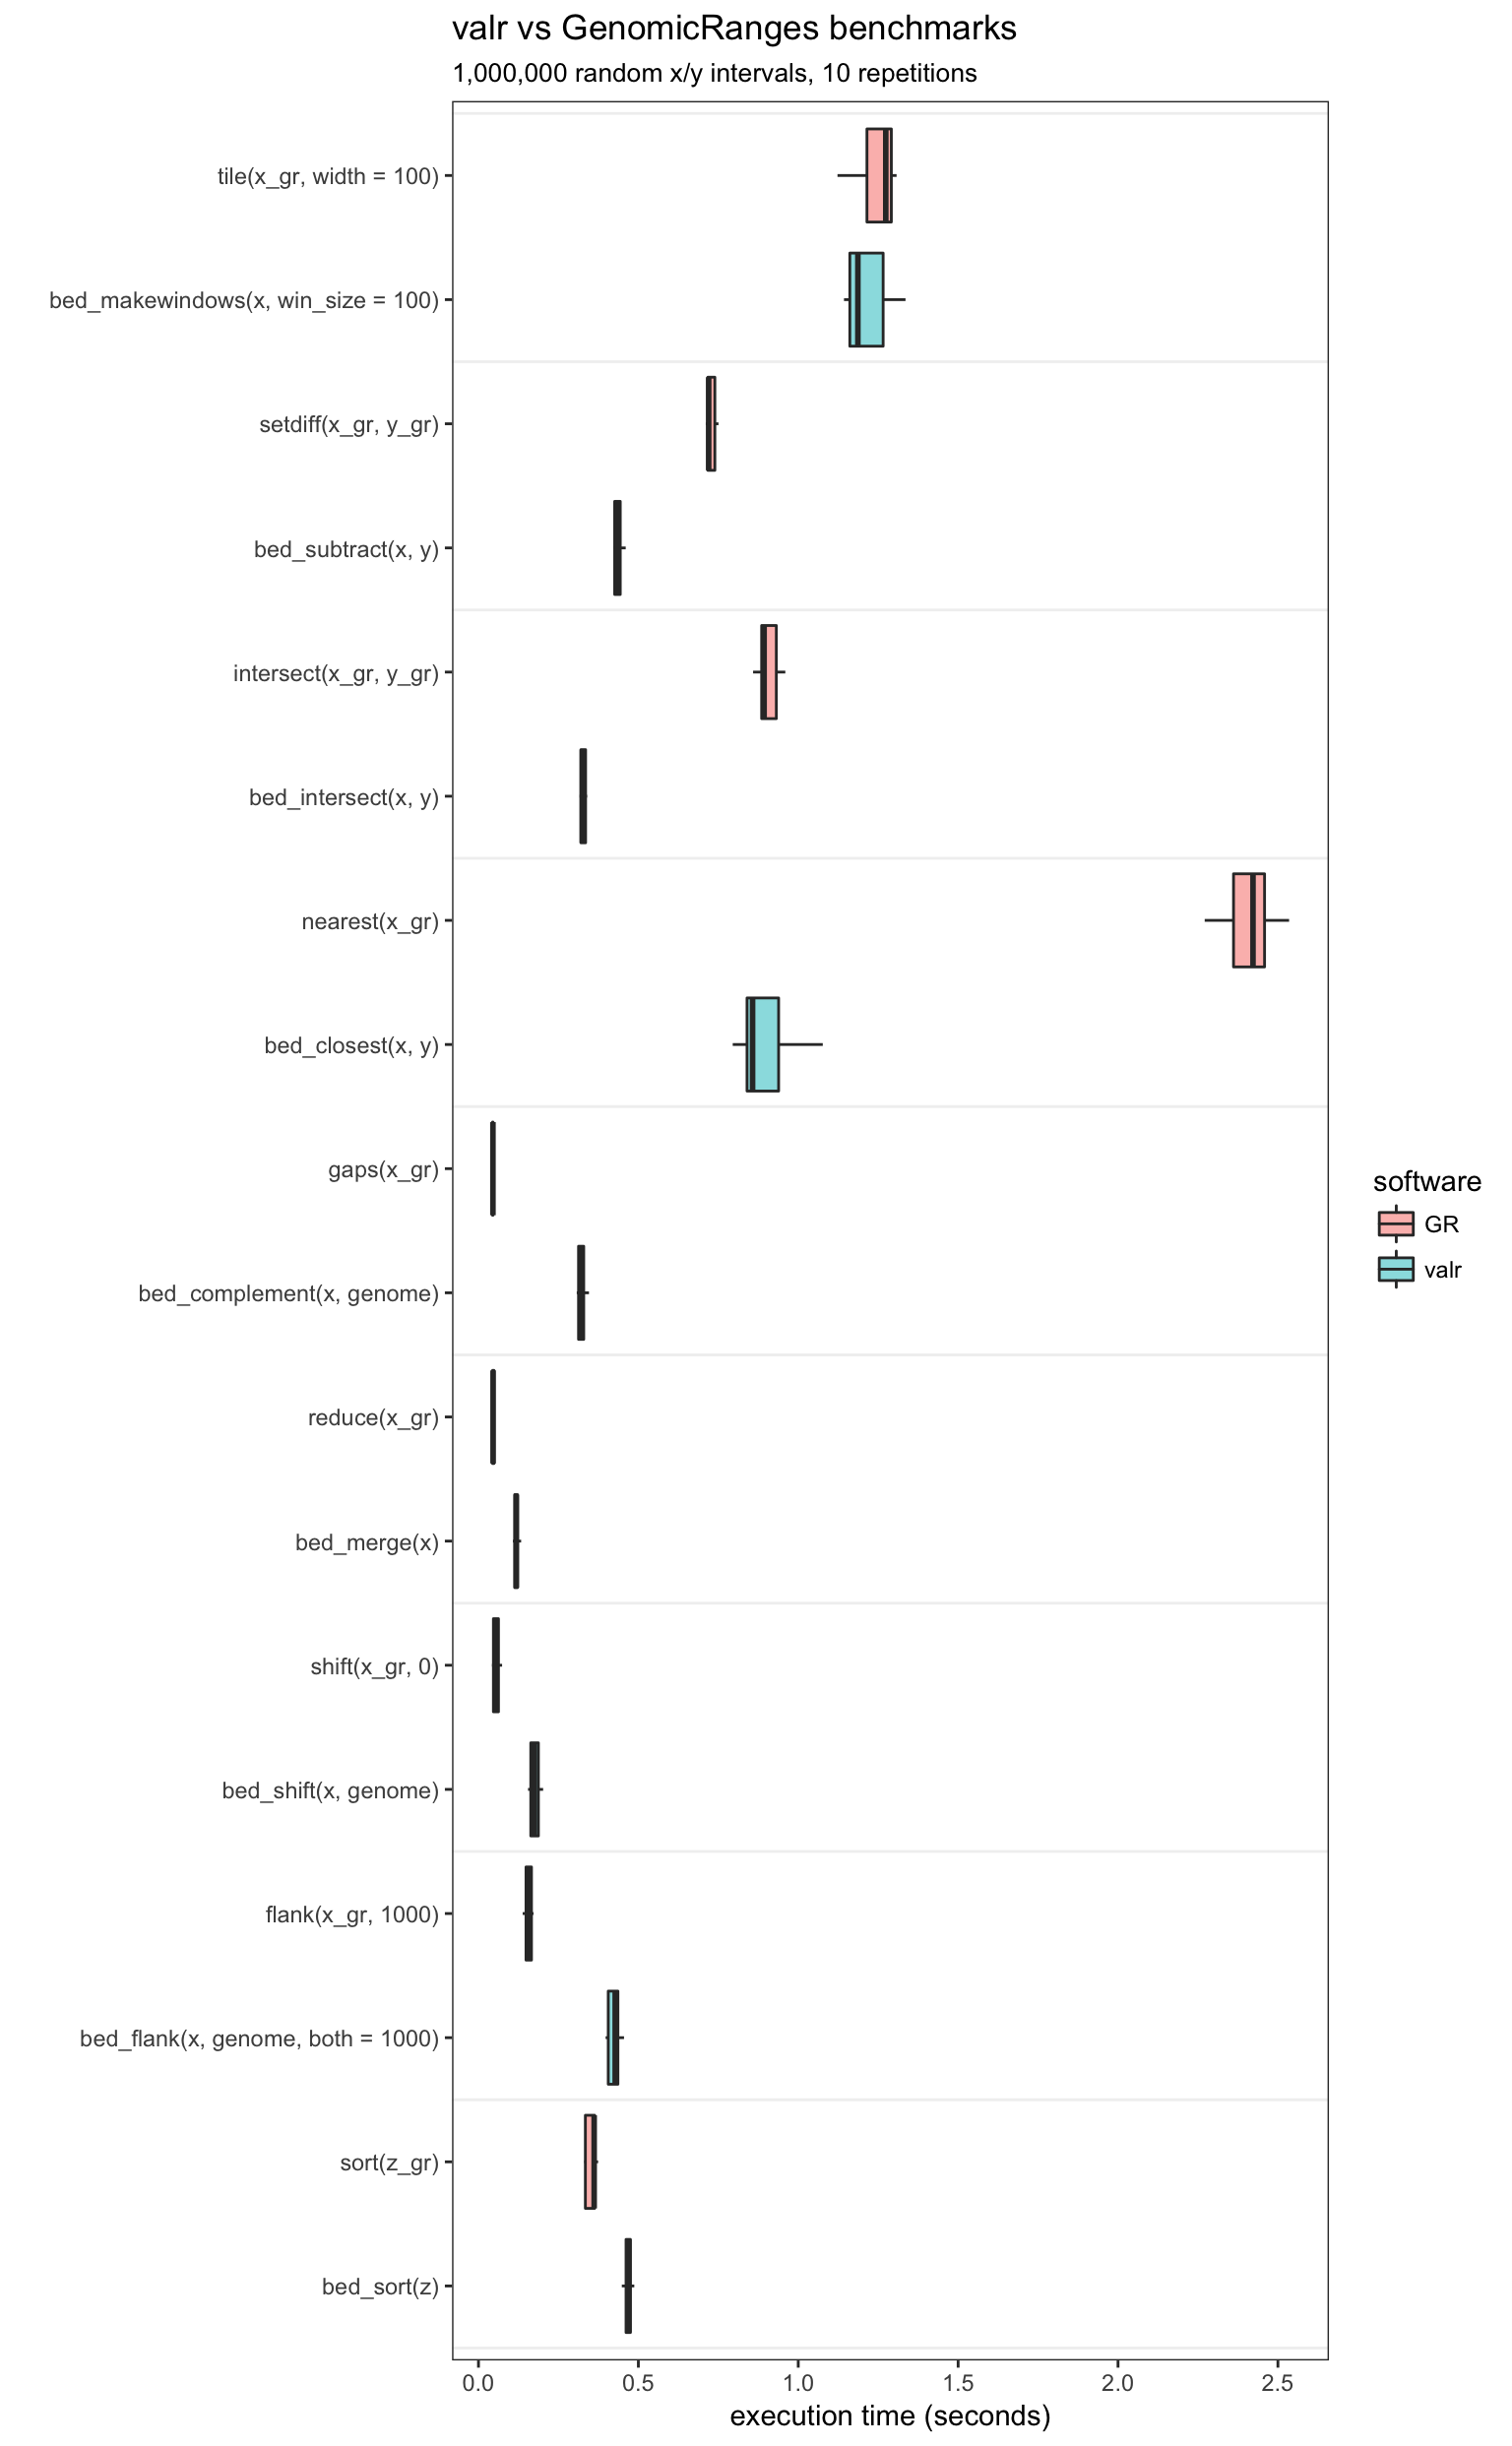 valr vs GenomicRanges benchmarks
1,000,000 random x/y intervals, 10 repetitions
tile(x_gr, width = 100)
bed_makewindows(x, win_size = 100)
setdiff(x_gr, y_gr)
bed_subtract(x, y)
intersect(x_gr, y_gr)
bed_intersect(x, y)
nearest(x_gr)
bed_closest(x, y)
gaps(x_gr)
bed_complement(x, genome)
reduce(x_gr)
bed_merge(x)
shift(x_gr, 0)
bed_shift(x, genome)
flank(x_gr, 1000)
bed_flank(x, genome, both = 1000)
sort(z_gr)
bed_sort(z)
0.0 0.5 1.0 1.5 2.0 2.5
execution time (seconds)
software
GR
valr